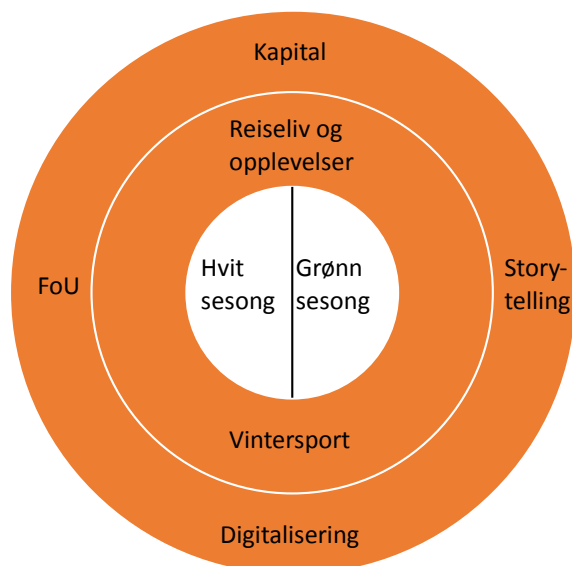 Kapital
Reiseliv og
opplevelser
Hvit
sesong
Grønn
sesong
FoU
Story-
telling
Vintersport
Digitalisering